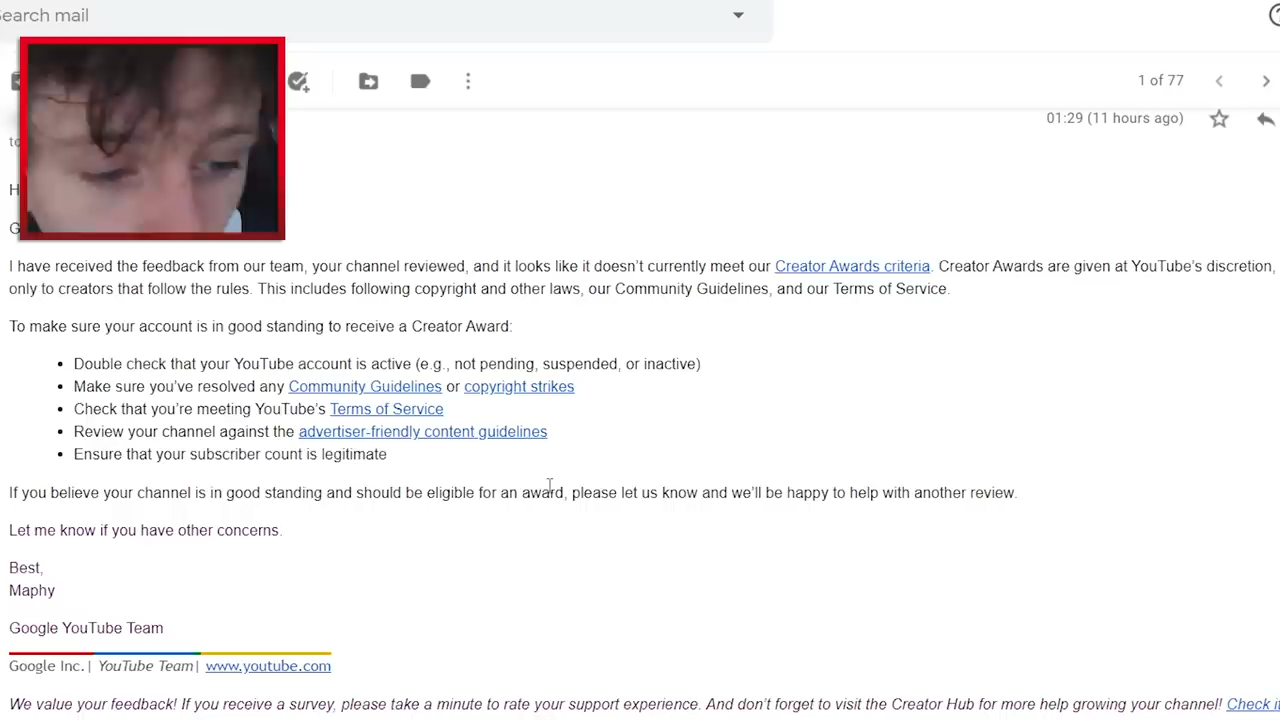 Search mail
1 of 77
01:29 (11 hours ago)
to
H
G
I have received the feedback from our team, your channel reviewed, and it looks like it doesn’t currently meet our Creator Awards criteria. Creator Awards are given at YouTube’s discretion,
only to creators that follow the rules. This includes following copyright and other laws, our Community Guidelines, and our Terms of Service.
To make sure your account is in good standing to receive a Creator Award:
• Double check that your YouTube account is active (e.g., not pending, suspended, or inactive)
• Make sure you’ve resolved any Community Guidelines or copyright strikes
• Check that you’re meeting YouTube’s Terms of Service
• Review your channel against the advertiser-friendly content guidelines
• Ensure that your subscriber count is legitimate
If you believe your channel is in good standing and should be eligible for an award, please let us know and we’ll be happy to help with another review.
Let me know if you have other concerns.
Best,
Maphy
Google YouTube Team
Google Inc. | YouTube Team | www.youtube.com
We value your feedback! If you receive a survey, please take a minute to rate your support experience. And don’t forget to visit the Creator Hub for more help growing your channel! Check